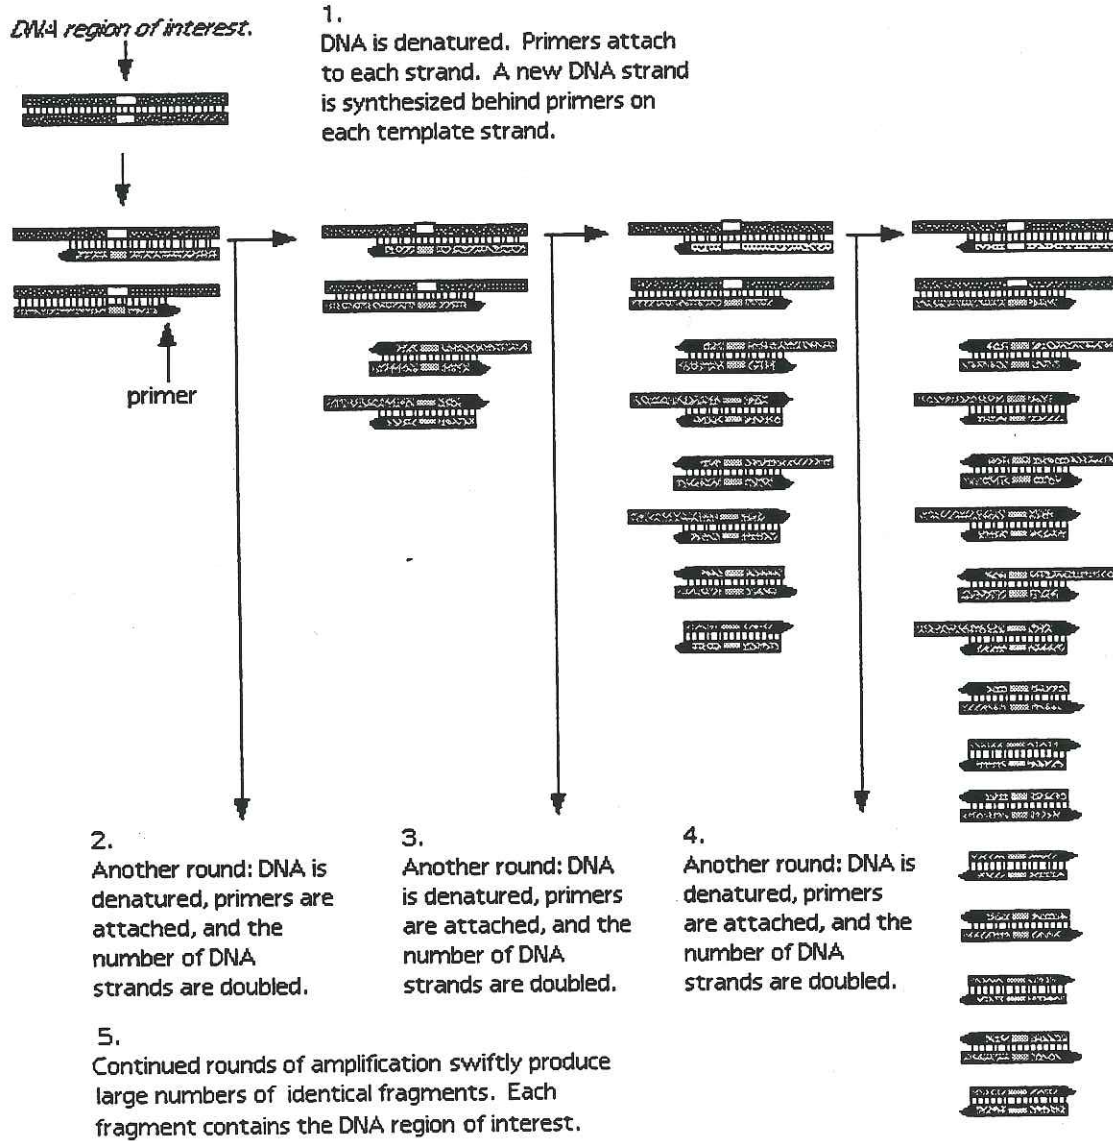 DNA region of interest.
1.
DNA is denatured. Primers attach
to each strand. A new DNA strand
is synthesized behind primers on
each template strand.
primer
2.
Another round: DNA is
denatured, primers are
attached, and the
number of DNA
strands are doubled.
3.
Another round: DNA
is denatured, primers
are attached, and the
number of DNA
strands are doubled.
4.
Another round: DNA is
denatured, primers
are attached, and the
number of DNA
strands are doubled.
5.
Continued rounds of amplification swiftly produce
large numbers of identical fragments. Each
fragment contains the DNA region of interest.